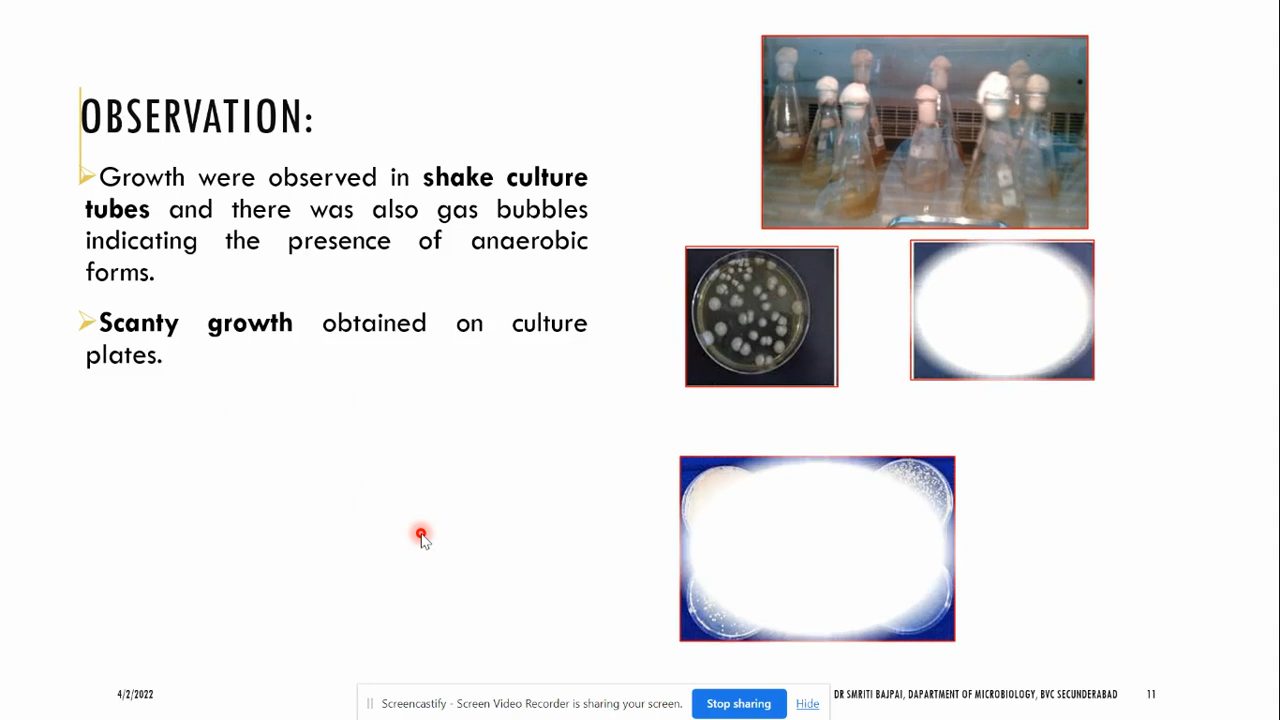 OBSERVATION:
Growth were observed in shake culture
tubes and there was also gas bubbles
indicating the presence of anaerobic
forms.
Scanty growth obtained on culture
plates.
4/2/2022
Screencastify - Screen Video Recorder is sharing your screen.
Stop sharing
Hide
DR SMRITI BAJPAI, DAPARTMENT OF MICROBIOLOGY, BVC SECUNDERABAD
11